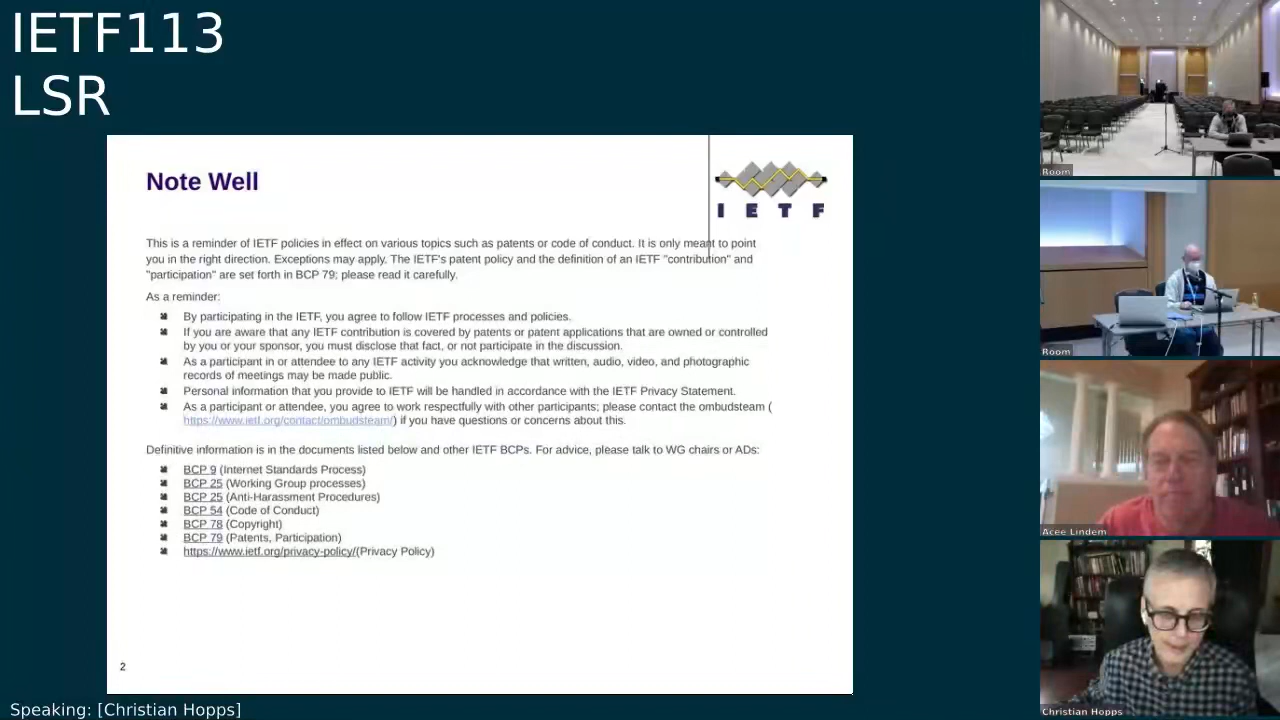 IETF113
LSR
Note Well
I E T F
This is a reminder of IETF policies in effect on various topics such as patents or code of conduct. It is only meant to point
you in the right direction. Exceptions may apply. The IETF's patent policy and the definition of an IETF "contribution" and
"participation" are set forth in BCP 79; please read it carefully.
As a reminder:
By participating in the IETF, you agree to follow IETF processes and policies.
If you are aware that any IETF contribution is covered by patents or patent applications that are owned or controlled
by you or your sponsor, you must disclose that fact, or not participate in the discussion.
As a participant in or attendee to any IETF activity you acknowledge that written, audio, video, and photographic
records of meetings may be made public.
Personal information that you provide to IETF will be handled in accordance with the IETF Privacy Statement.
As a participant or attendee, you agree to work respectfully with other participants; please contact the ombudsteam (
https://www.ietf.org/contact/ombudsteam/) if you have questions or concerns about this.
Definitive information is in the documents listed below and other IETF BCPs. For advice, please talk to WG chairs or ADs:
BCP 9 (Internet Standards Process)
BCP 25 (Working Group processes)
BCP 25 (Anti-Harassment Procedures)
BCP 54 (Code of Conduct)
BCP 78 (Copyright)
BCP 79 (Patents, Participation)
https://www.ietf.org/privacy-policy/(Privacy Policy)
2
Speaking: [Christian Hopps]
Room
Room
Acee Lindem
Christian Hopps